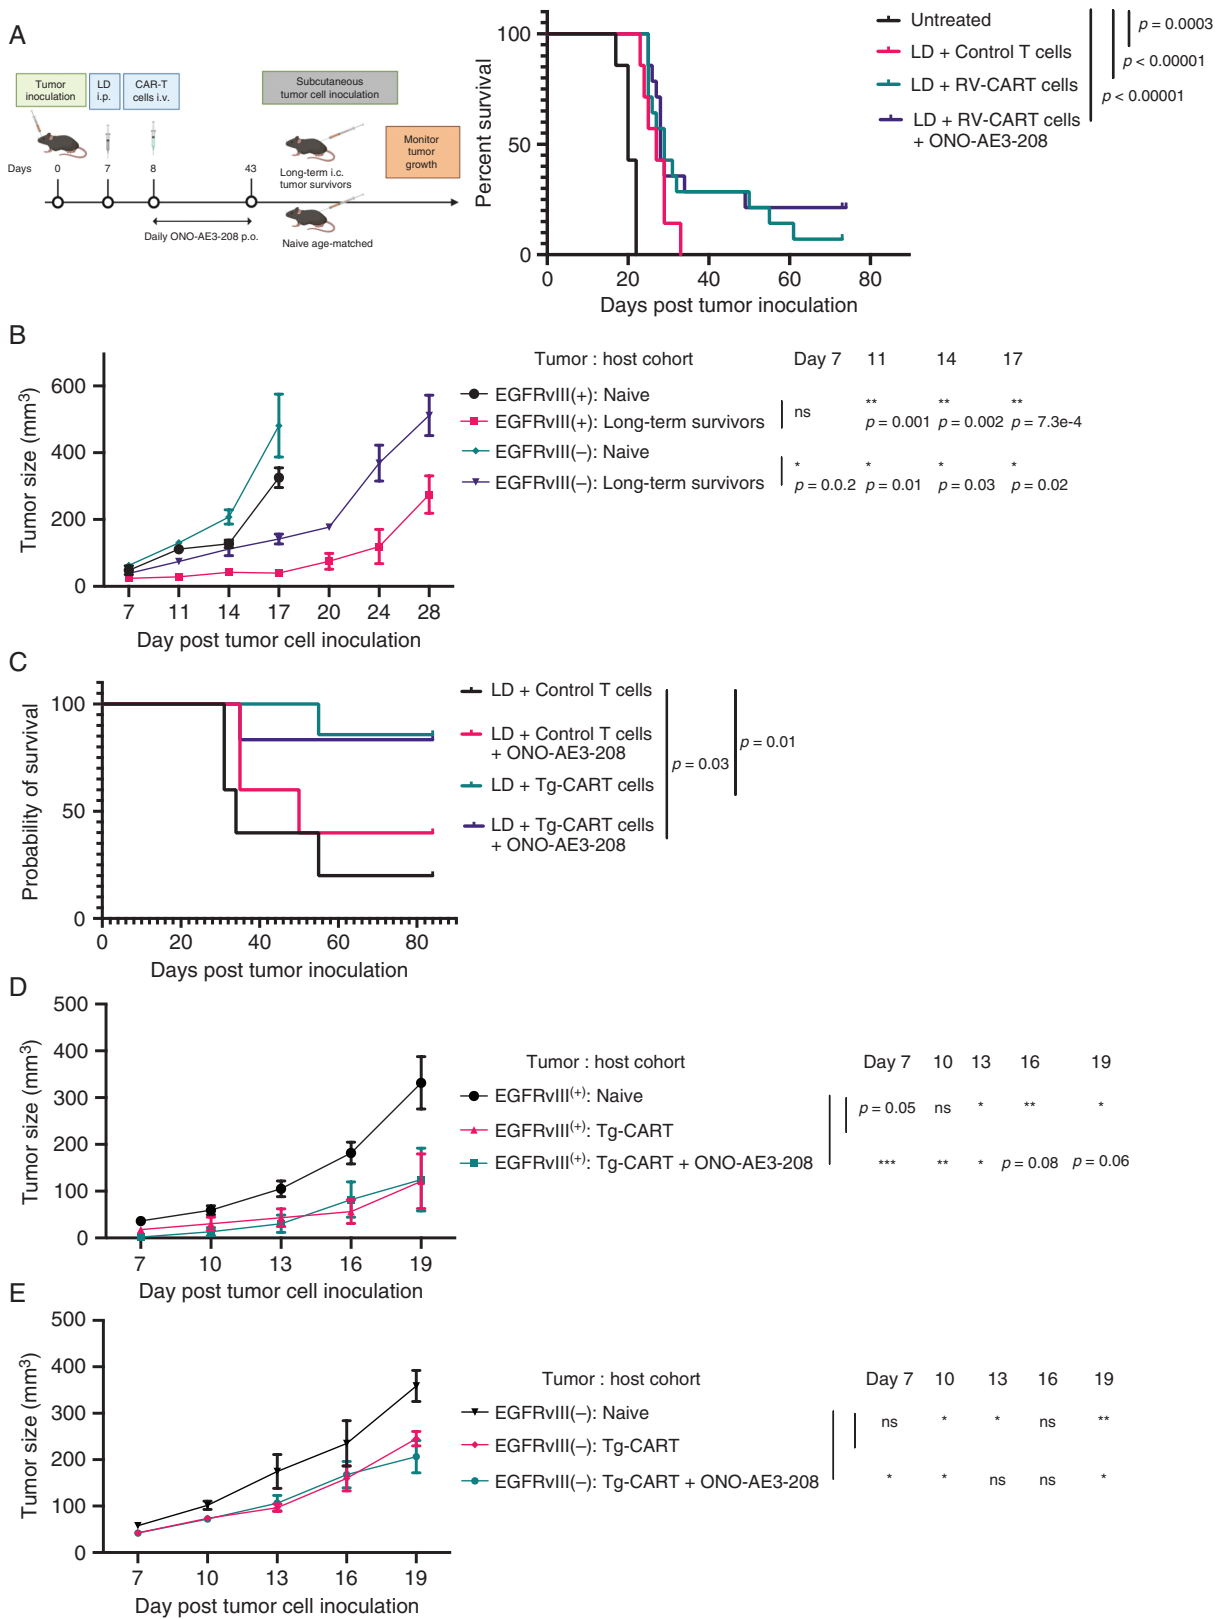 A
Tumor
inoculation
LD
i.p.
CAR-T
cells i.v.
Subcutaneous
tumor cell inoculation
Monitor
tumor
growth
Long-term i.c.
tumor survivors
Days
0
7
8
43
Daily ONO-AE3-208 p.o.
Naive age-matched
Percent survival
100
50
0
0 20 40 60 80
Days post tumor inoculation
Untreated
LD + Control T cells
LD + RV-CART cells
LD + RV-CART cells
+ ONO-AE3-208
p = 0.0003
p < 0.00001
p < 0.00001
B
Tumor size (mm3)
600
400
200
0
7 11 14 17 20 24 28
Day post tumor cell inoculation
Tumor : host cohort Day 7 11 14 17
EGFRvIII(+): Naive
EGFRvIII(+): Long-term survivors
EGFRvIII(–): Naive
EGFRvIII(–): Long-term survivors
** ** **
ns p = 0.001 p = 0.002 p = 7.3e-4
* * * *
p = 0.0.2 p = 0.01 p = 0.03 p = 0.02
C
Probability of survival
100
50
0
0 20 40 60 80
Days post tumor inoculation
LD + Control T cells
LD + Control T cells
+ ONO-AE3-208
LD + Tg-CART cells
LD + Tg-CART cells
+ ONO-AE3-208
p = 0.03
p = 0.01
D
Tumor size (mm3)
500
400
300
200
100
0
7 10 13 16 19
Day post tumor cell inoculation
Tumor : host cohort Day 7 10 13 16 19
EGFRvIII(+): Naive
EGFRvIII(+): Tg-CART
EGFRvIII(+): Tg-CART + ONO-AE3-208
p = 0.05 ns * ** *
*** ** * p = 0.08 p = 0.06
E
Tumor size (mm3)
500
400
300
200
100
0
7 10 13 16 19
Day post tumor cell inoculation
Tumor : host cohort Day 7 10 13 16 19
EGFRvIII(–): Naive
EGFRvIII(–): Tg-CART
EGFRvIII(–): Tg-CART + ONO-AE3-208
ns * * ns **
* * ns ns *